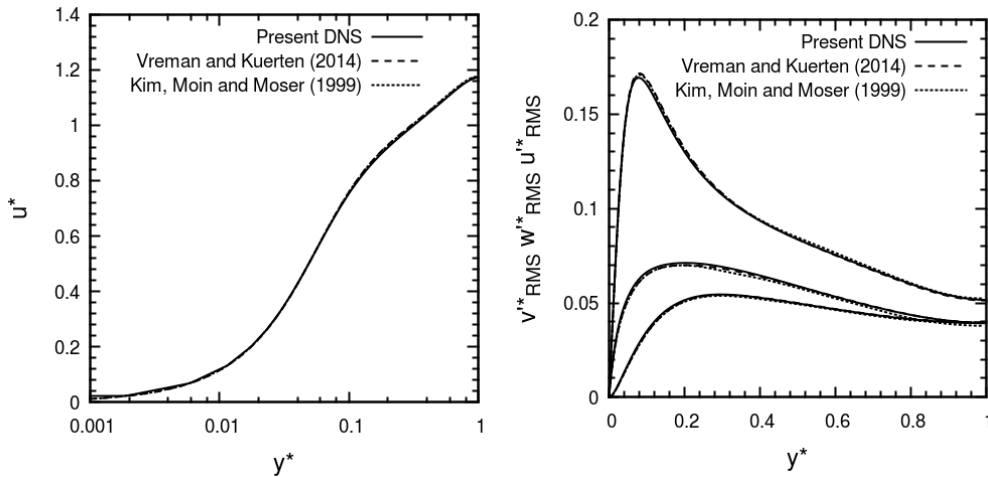 1.4
1.2
1
0.8
0.6
0.4
0.2
0
u*
Present DNS
Vreman and Kuerten (2014)
Kim, Moin and Moser (1999)
0.001
0.01
0.1
1
y*
0.2
0.15
0.1
0.05
0
v'*RMS w'*RMS u'*RMS
Present DNS
Vreman and Kuerten (2014)
Kim, Moin and Moser (1999)
0
0.2
0.4
0.6
0.8
1
y*